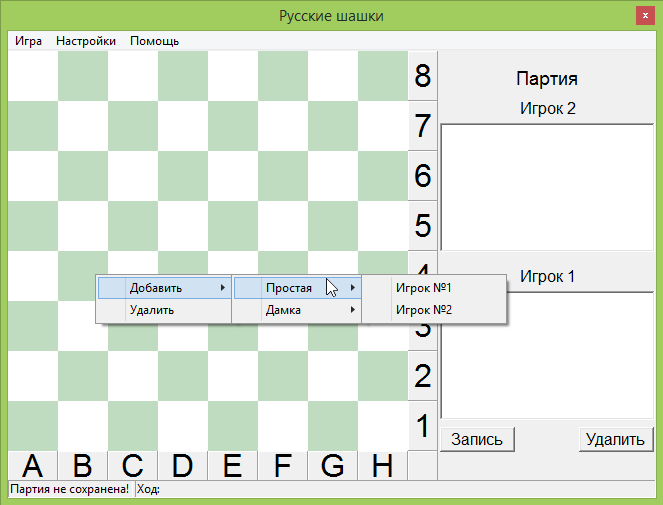 Русские шашки
x
Игра Настройки Помощь
8
7
6
5
4
3
2
1
A B C D E F G H
Партия
Игрок 2
Игрок 1
Добавить
Удалить
Простая
Дамка
Игрок №1
Игрок №2
Запись Удалить
Партия не сохранена! Ход: